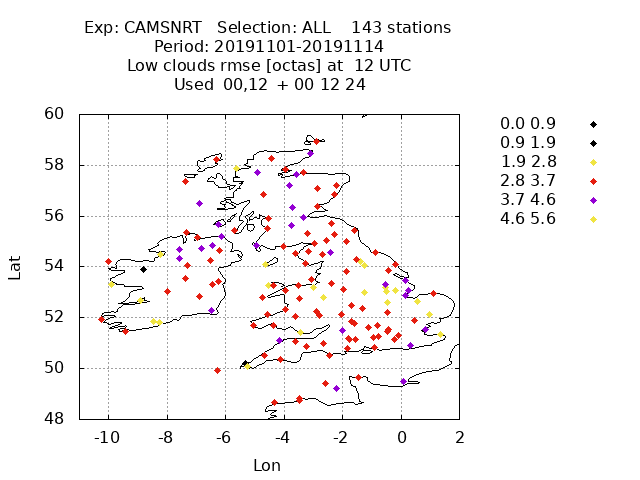 Exp: CAMSNRT   Selection: ALL    143 stations
Period: 20191101-20191114
Low clouds rmse [octas] at  12 UTC
Used  00,12  + 00 12 24
0.0 0.9
0.9 1.9
1.9 2.8
2.8 3.7
3.7 4.6
4.6 5.6
60
58
56
54
52
50
48
Lat
-10 -8 -6 -4 -2 0 2
Lon